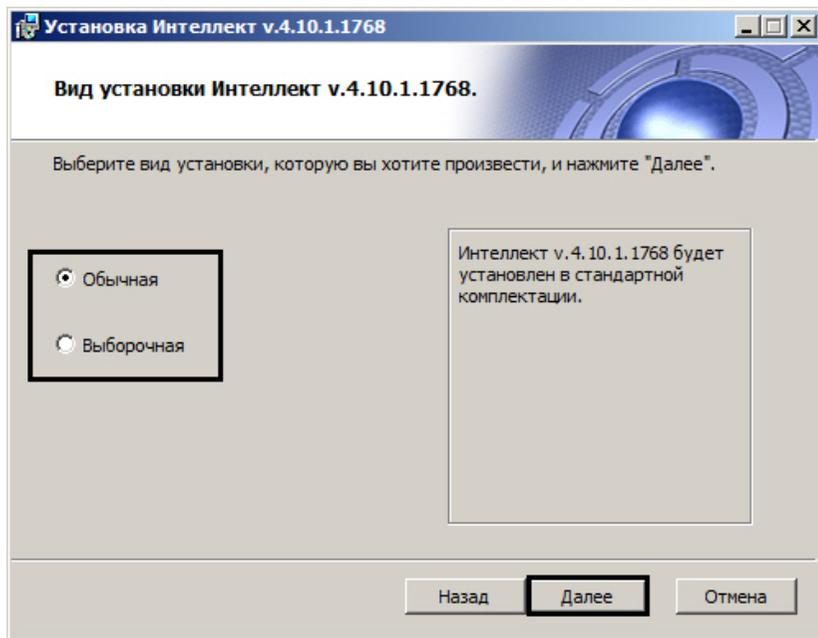 Установка Интеллект v.4.10.1.1768
Вид установки Интеллект v.4.10.1.1768.
Выберите вид установки, которую вы хотите произвести, и нажмите "Далее".
Обычная
Выборочная
Интеллект v.4.10.1.1768 будет
установлен в стандартной
комплектации.
Назад
Далее
Отмена